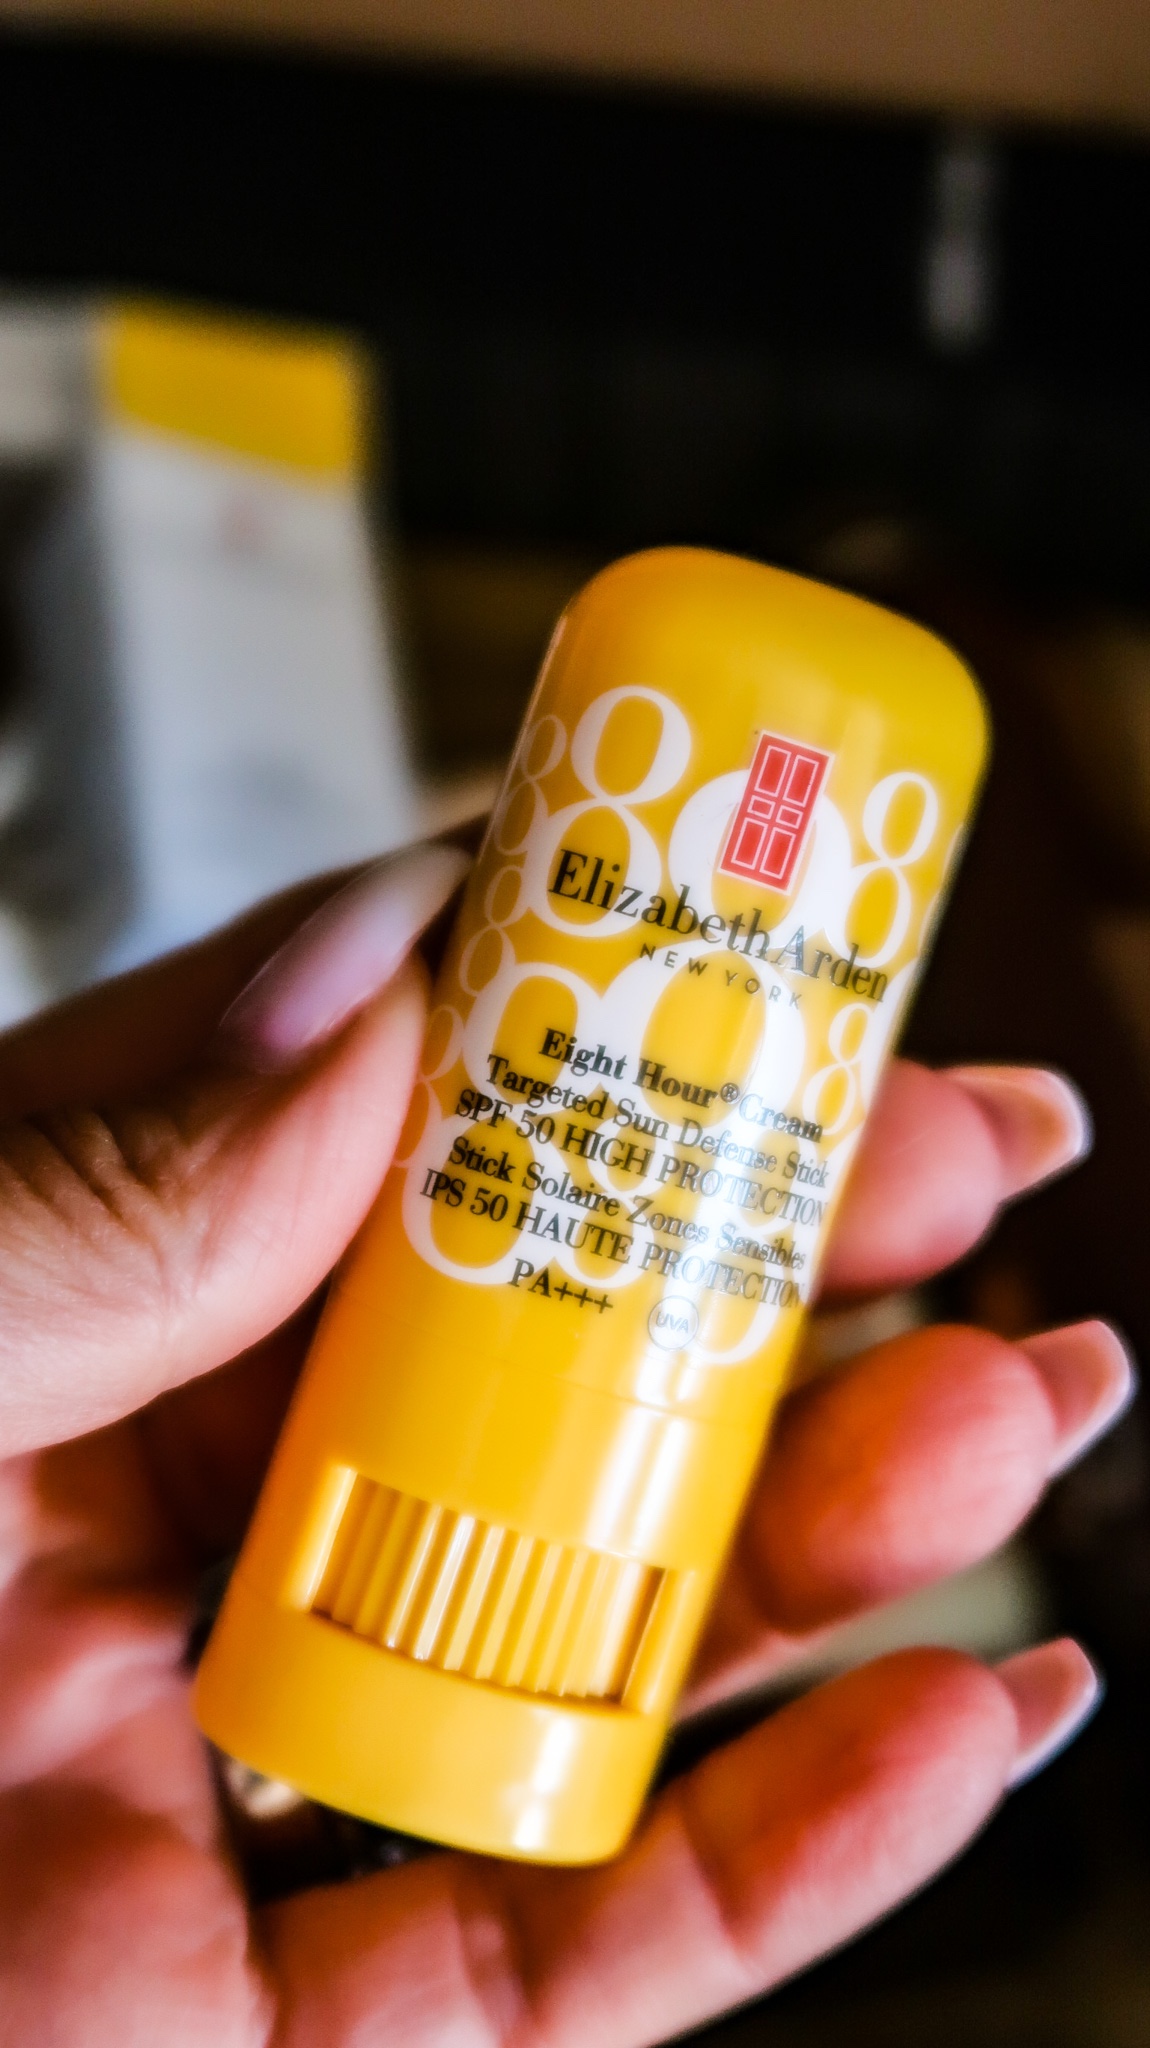 Elizabeth Arden
NEW YORK
Eight Hour® Cream
Targeted Sun Defense Stick
SPF 50 HIGH PROTECTION
Stick Solaire Zones Sensibles
IPS 50 HAUTE PROTECTION
PA+++
UVA